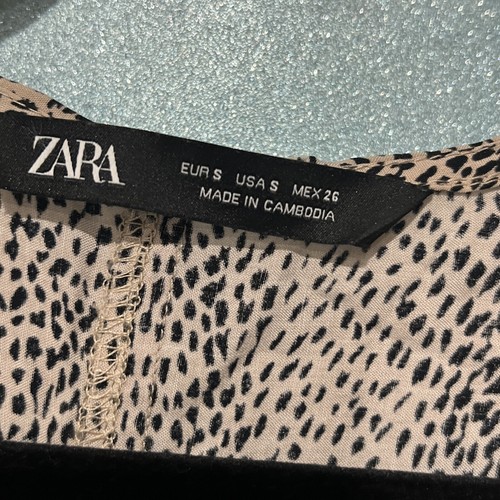 ZARA
EUR S USA S MEX 26
MADE IN CAMBODIA